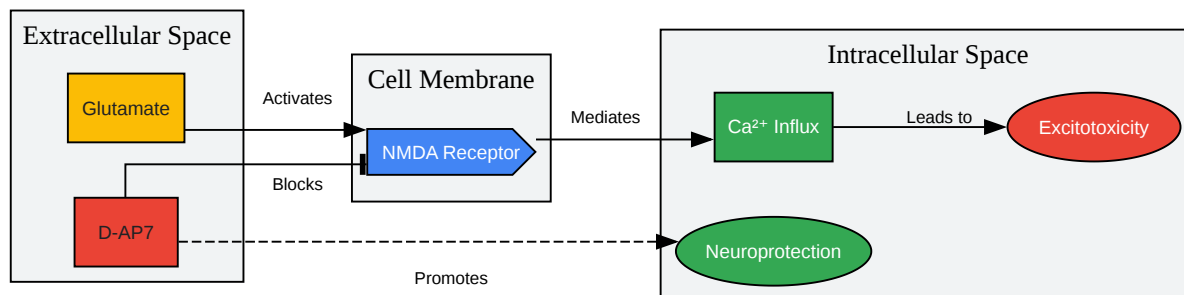 Extracellular Space
Glutamate
D-AP7
Activates
Blocks
Promotes
Cell Membrane
NMDA Receptor
Mediates
Intracellular Space
Ca²⁺ Influx
Leads to
Excitotoxicity
Neuroprotection